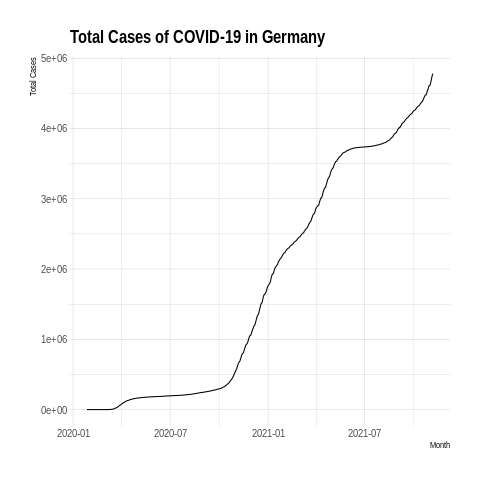 Total Cases of COVID-19 in Germany
Total Cases
5e+06
4e+06
3e+06
2e+06
1e+06
0e+00
2020-01 2020-07 2021-01 2021-07
Month